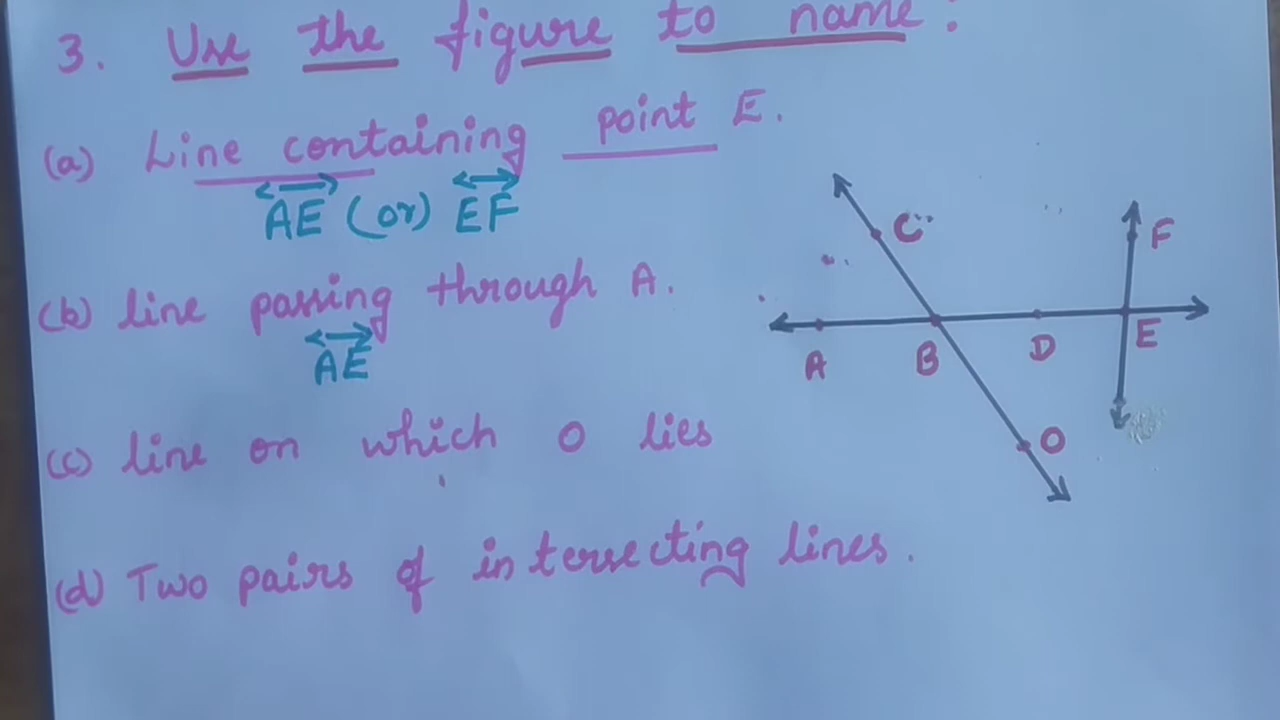 3. Use the figure to name:
(a) Line containing point E.
AE (or) EF
(b) line passing through A.
AE
(c) line on which O lies
(d) Two pairs of intersecting lines.
C
F
A
B
D
E
O